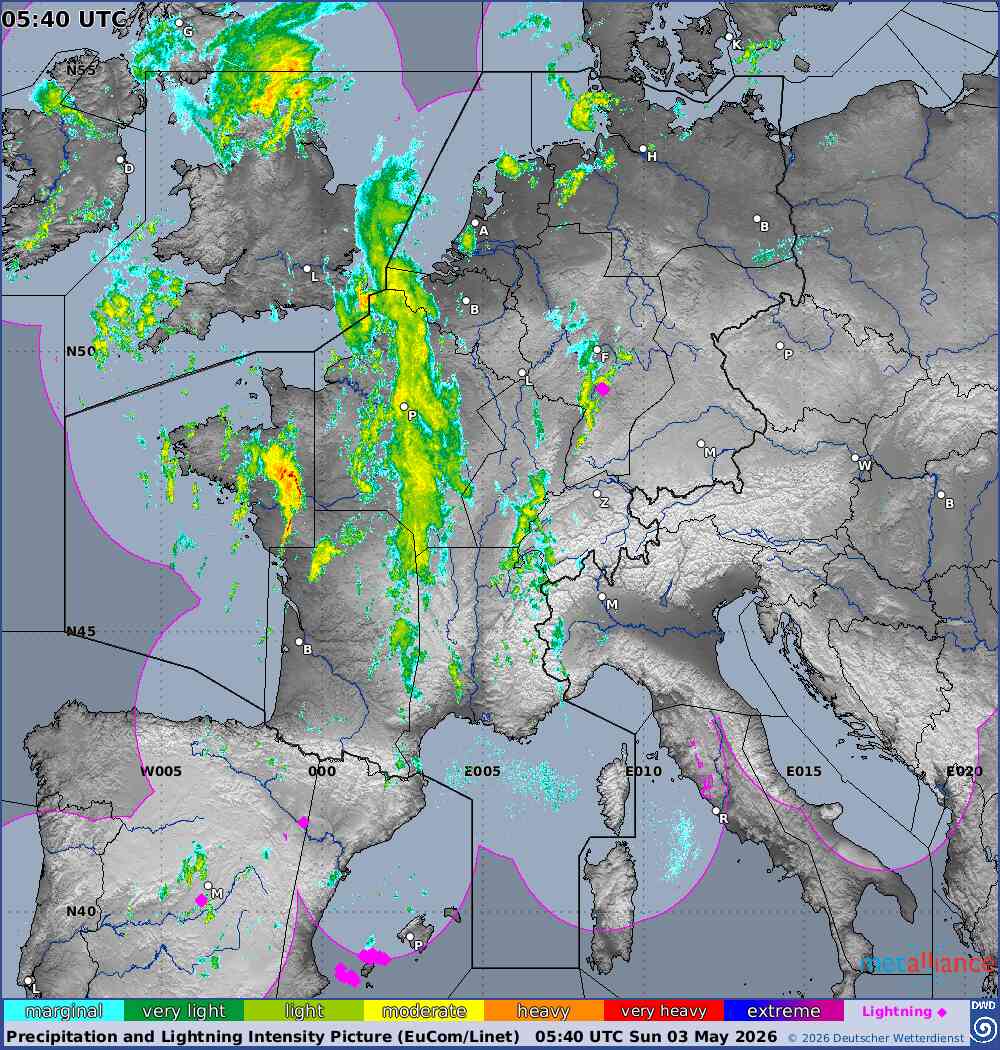 05:40 UTC
G
K
N55
D
H
A
B
L
B
N50
F
P
L
P
M
W
Z
B
M
N45
B
W005
000
E005
E010
E015
E020
R
M
N40
P
L
metalliance
marginal
very light
light
moderate
heavy
very heavy
extreme
Lightning
DWD
Precipitation and Lightning Intensity Picture (EuCom/Linet) 05:40 UTC Sun 03 May 2026 © 2026 Deutscher Wetterdienst